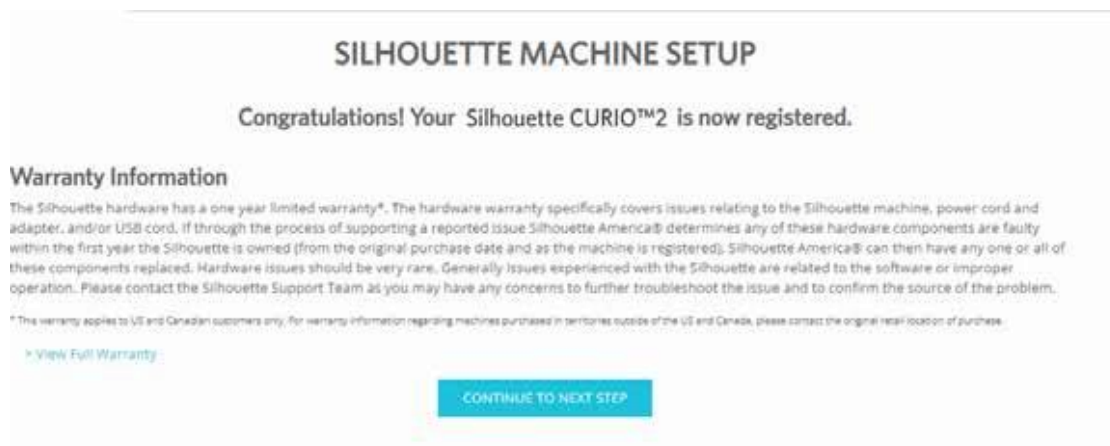 SILHOUETTE MACHINE SETUP
Congratulations! Your Silhouette CURIO™2 is now registered.
Warranty Information
The Silhouette hardware has a one year limited warranty*. The hardware warranty specifically covers issues relating to the Silhouette machine, power cord and
adapter, and/or USB cord. If through the process of supporting a reported issue Silhouette America® determines any of these hardware components are faulty
within the first year the Silhouette is owned (from the original purchase date and as the machine is registered), Silhouette America® can then have any one or all of
these components replaced. Hardware issues should be very rare. Generally issues experienced with the Silhouette are related to the software or improper
operation. Please contact the Silhouette Support Team as you may have any concerns to further troubleshoot the issue and to confirm the source of the problem.
* This warranty applies to US and Canadian customers only. For warranty information regarding machines purchased in territories outside of the US and Canada, please contact the original retail location of purchase.
> View Full Warranty
CONTINUE TO NEXT STEP